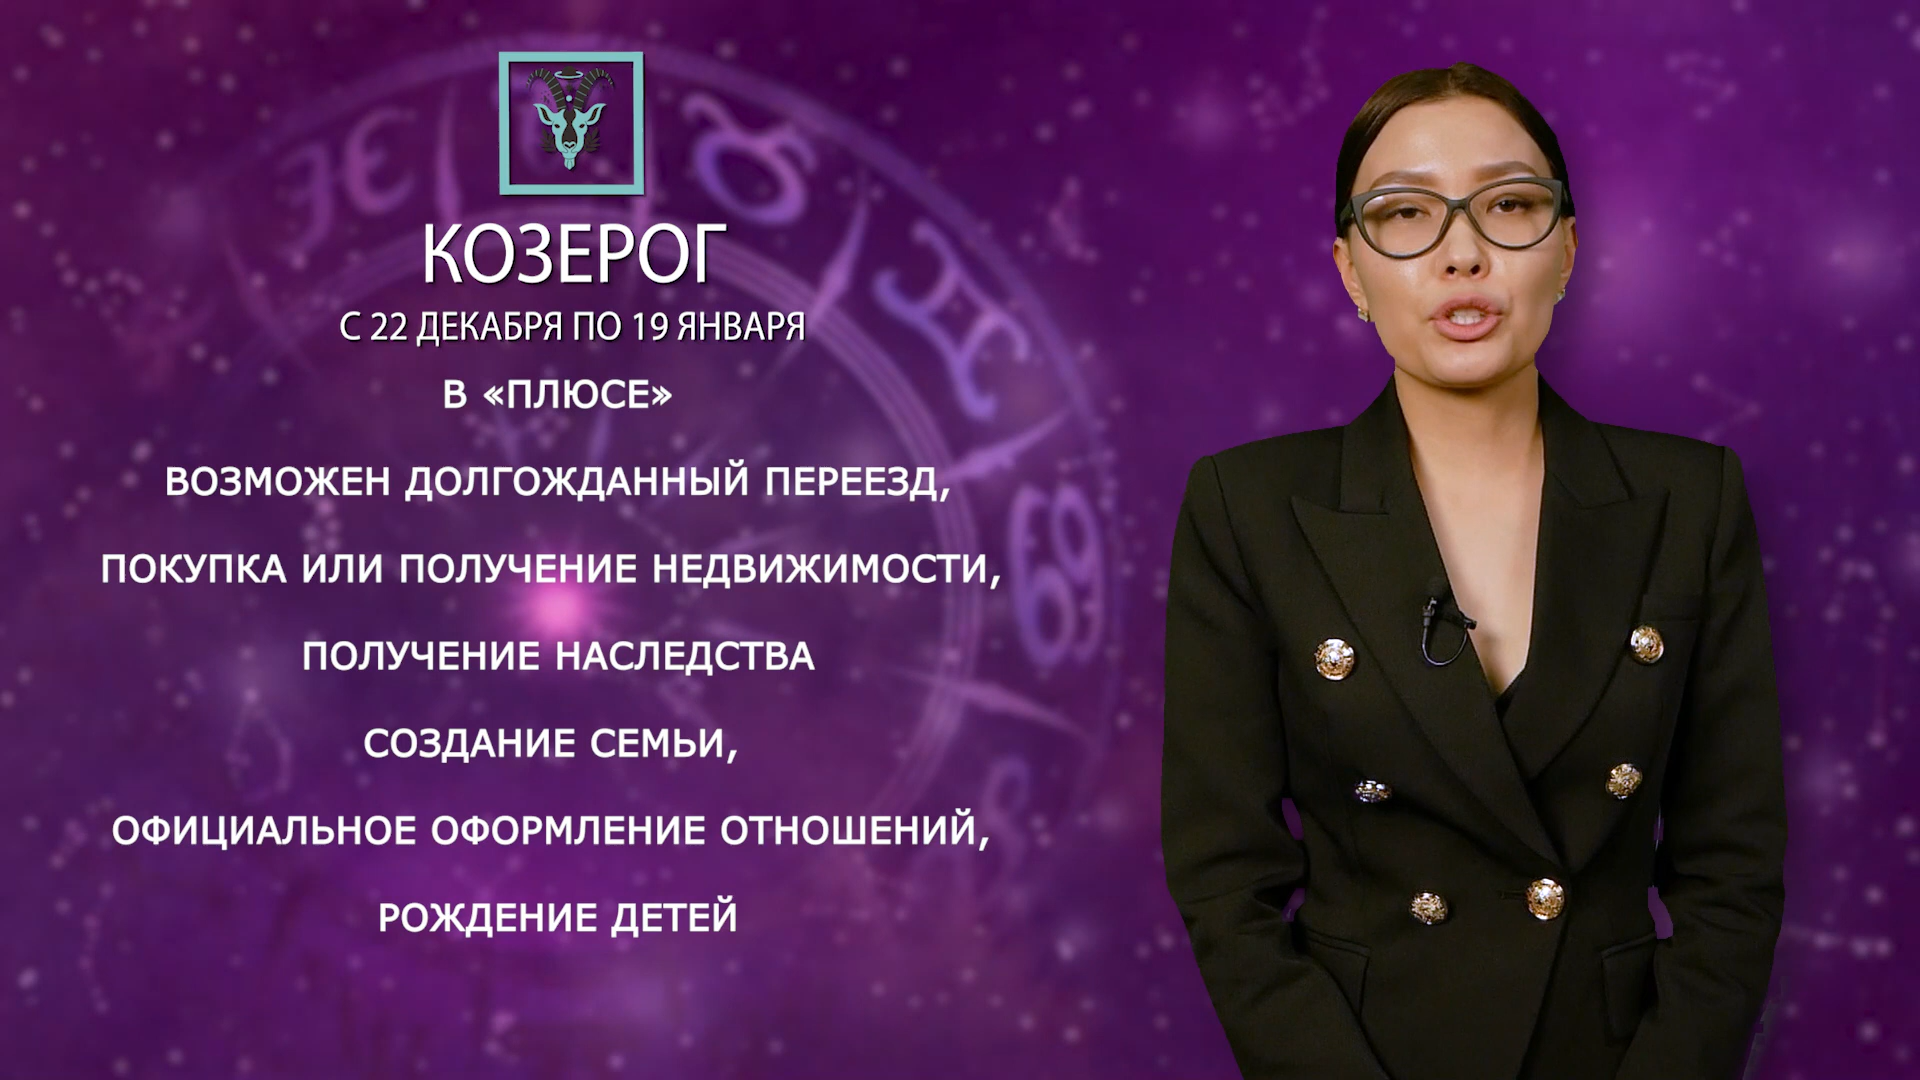 КОЗЕРОГ
С 22 ДЕКАБРЯ ПО 19 ЯНВАРЯ
В «ПЛЮСЕ»
ВОЗМОЖЕН ДОЛГОЖДАННЫЙ ПЕРЕЕЗД,
ПОКУПКА ИЛИ ПОЛУЧЕНИЕ НЕДВИЖИМОСТИ,
ПОЛУЧЕНИЕ НАСЛЕДСТВА
СОЗДАНИЕ СЕМЬИ,
ОФИЦИАЛЬНОЕ ОФОРМЛЕНИЕ ОТНОШЕНИЙ,
РОЖДЕНИЕ ДЕТЕЙ